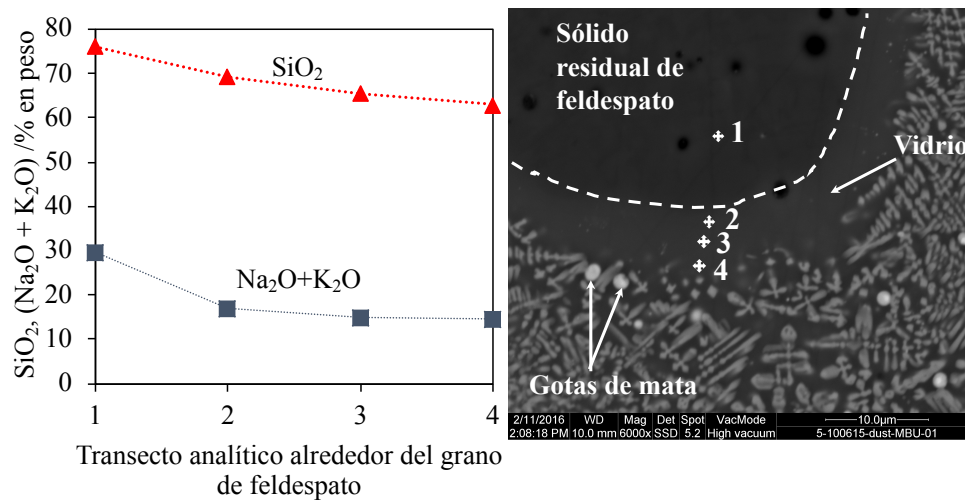 80
70
60
50
40
30
20
10
0
SiO₂, (Na₂O + K₂O) /% en peso
SiO₂
Na₂O+K₂O
1 2 3 4
Transecto analítico alrededor del grano
de feldespato
Sólido
residual de
feldespato
1
Vidrio
2
3
4
Gotas de mata
2/11/2016 WD Mag Det Spot VacMode 10.0µm
2:08:18 PM 10.0 mm 6000x SSD 5.2 High vacuum 5-100615-dust-MBU-01